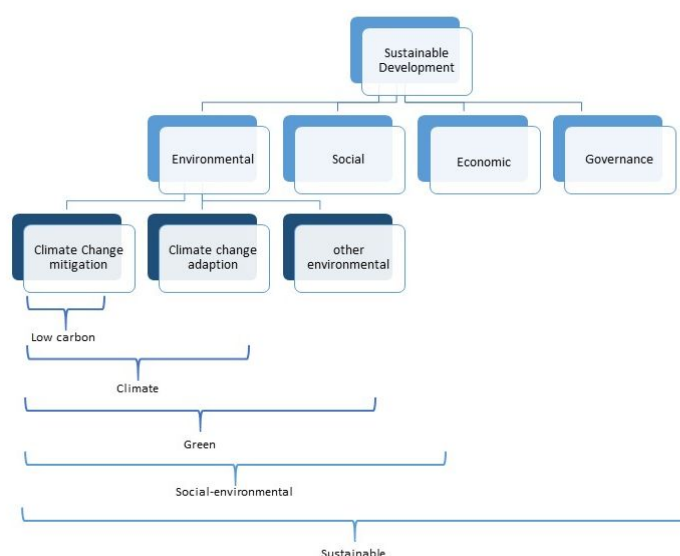 Sustainable
Development
Environmental
Social
Economic
Governance
Climate Change
mitigation
Climate change
adaption
other
environmental
Low carbon
Climate
Green
Social-environmental
Sustainable